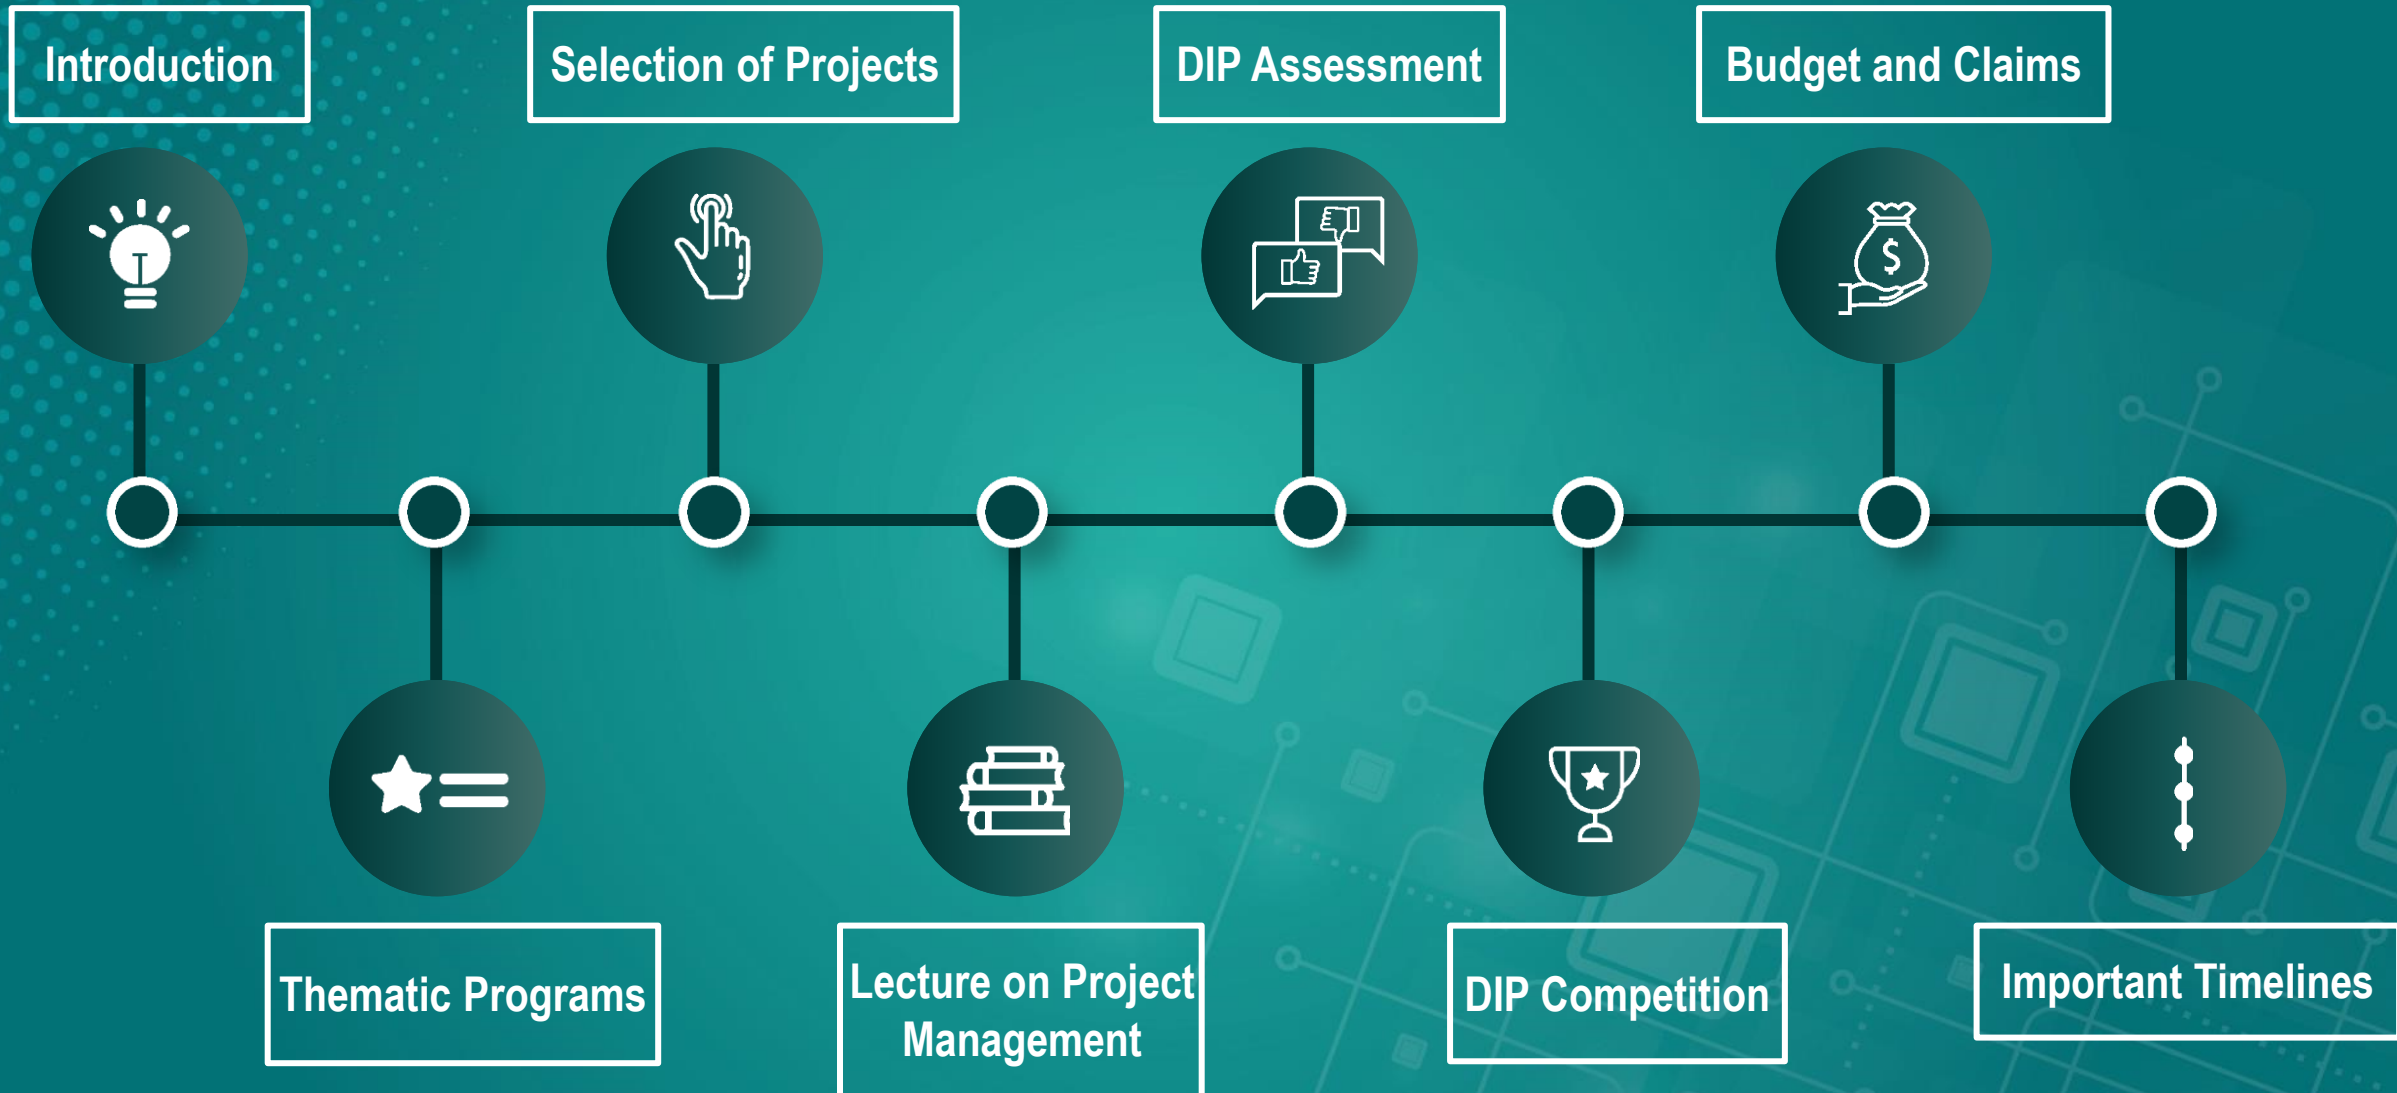 Introduction
Selection of Projects
DIP Assessment
Budget and Claims
$
Thematic Programs
Lecture on Project
Management
DIP Competition
Important Timelines